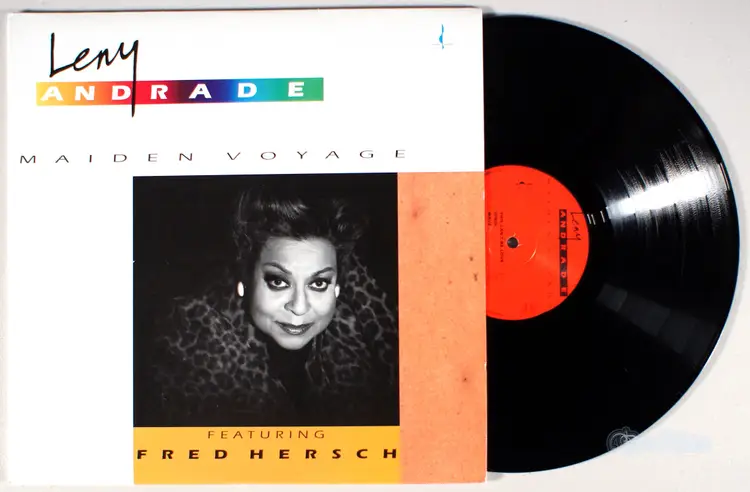 Leny
ANDRADE
MAIDEN VOYAGE
FEATURING
FRED HERSCH
Leny
ANDRADE